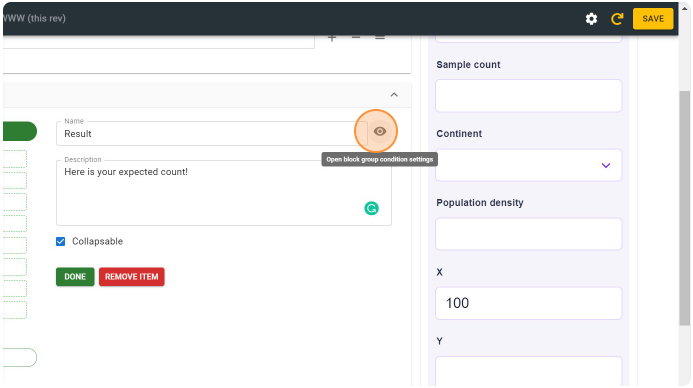 WWW (this rev)
SAVE
Name
Result
Open block group condition settings
Description
Here is your expected count!
Collapsable
DONE
REMOVE ITEM
Sample count
Continent
Population density
X
100
Y